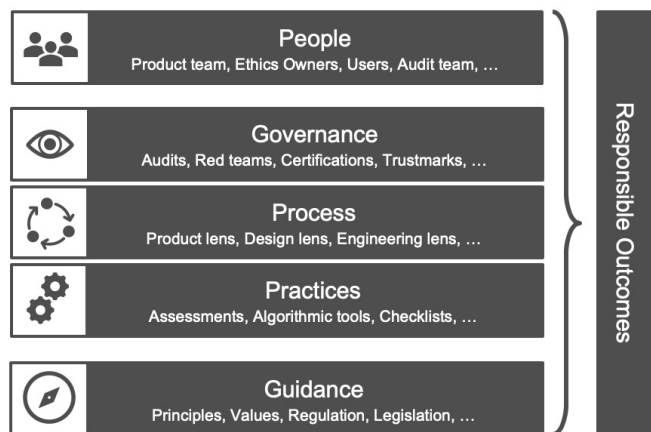 People
Product team, Ethics Owners, Users, Audit team, …
Governance
Audits, Red teams, Certifications, Trustmarks, …
Process
Product lens, Design lens, Engineering lens, …
Practices
Assessments, Algorithmic tools, Checklists, …
Guidance
Principles, Values, Regulation, Legislation, …
Responsible Outcomes